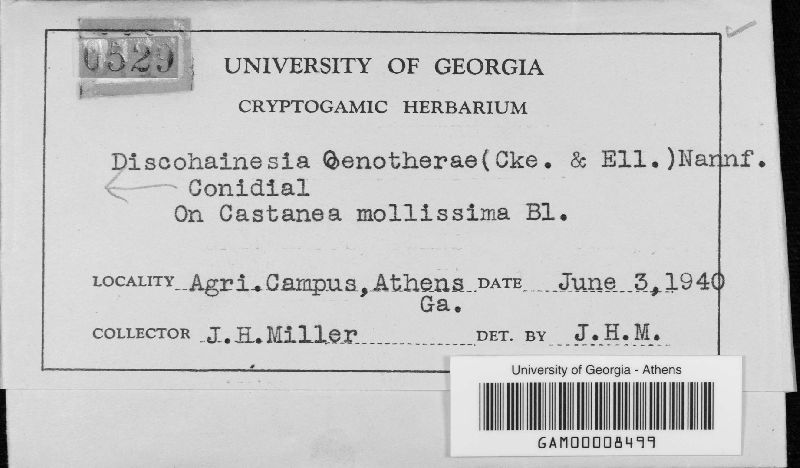 0529
UNIVERSITY OF GEORGIA
CRYPTOGAMIC HERBARIUM
Discohainesia Oenotherae(Cke. & Ell.)Nannf.
Conidial
On Castanea mollissima Bl.
LOCALITY Agri.Campus,Athens DATE June 3,1940
Ga.
COLLECTOR J.H.Miller DET. BY J.H.M.
University of Georgia - Athens
GAM00008499